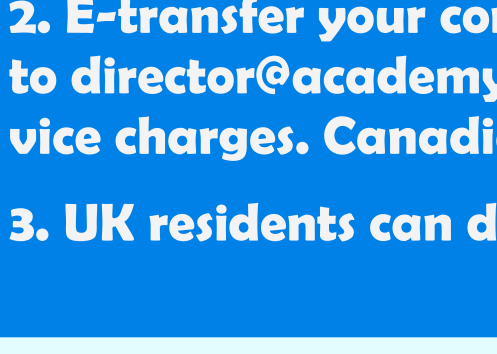 2. E-transfer your co
to director@academy
vice charges. Canadi
3. UK residents can d